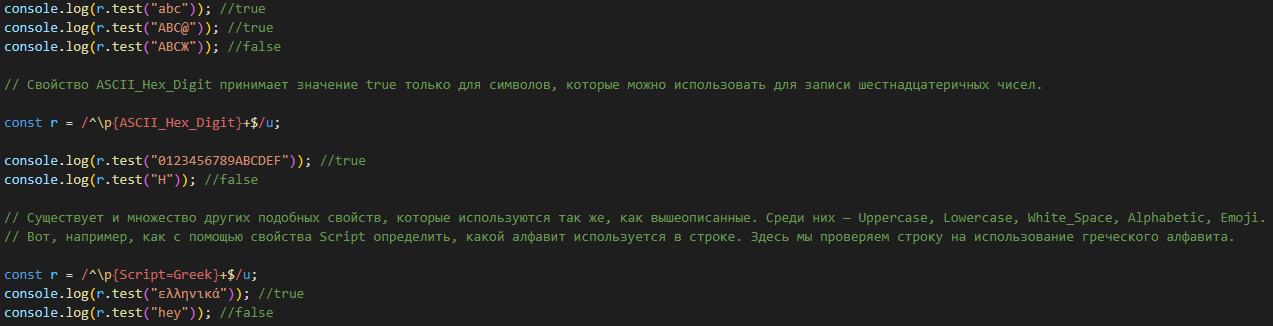 console.log(r.test("abc")); //true
console.log(r.test("ABC@")); //true
console.log(r.test("ABCЖ")); //false
// Свойство ASCII_Hex_Digit принимает значение true только для символов, которые можно использовать для записи шестнадцатеричных чисел.
const r = /^\p{ASCII_Hex_Digit}+$/u;
console.log(r.test("0123456789ABCDEF")); //true
console.log(r.test("H")); //false
// Существует и множество других подобных свойств, которые используются так же, как вышеописанные. Среди них — Uppercase, Lowercase, White_Space, Alphabetic, Emoji.
// Вот, например, как с помощью свойства Script определить, какой алфавит используется в строке. Здесь мы проверяем строку на использование греческого алфавита.
const r = /^\p{Script=Greek}+$/u;
console.log(r.test("ελληνικά")); //true
console.log(r.test("hey")); //false